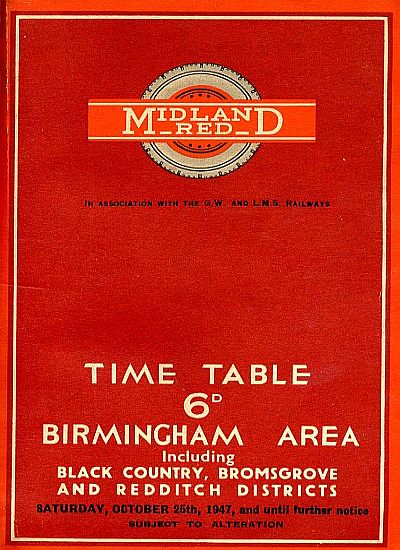 MIDLAND
RED
IN ASSOCIATION WITH THE G.W. AND L.M.S. RAILWAYS
TIME TABLE
6D
BIRMINGHAM AREA
Including
BLACK COUNTRY, BROMSGROVE
AND REDDITCH DISTRICTS
SATURDAY, OCTOBER 25th, 1947, and until further notice
SUBJECT TO ALTERATION